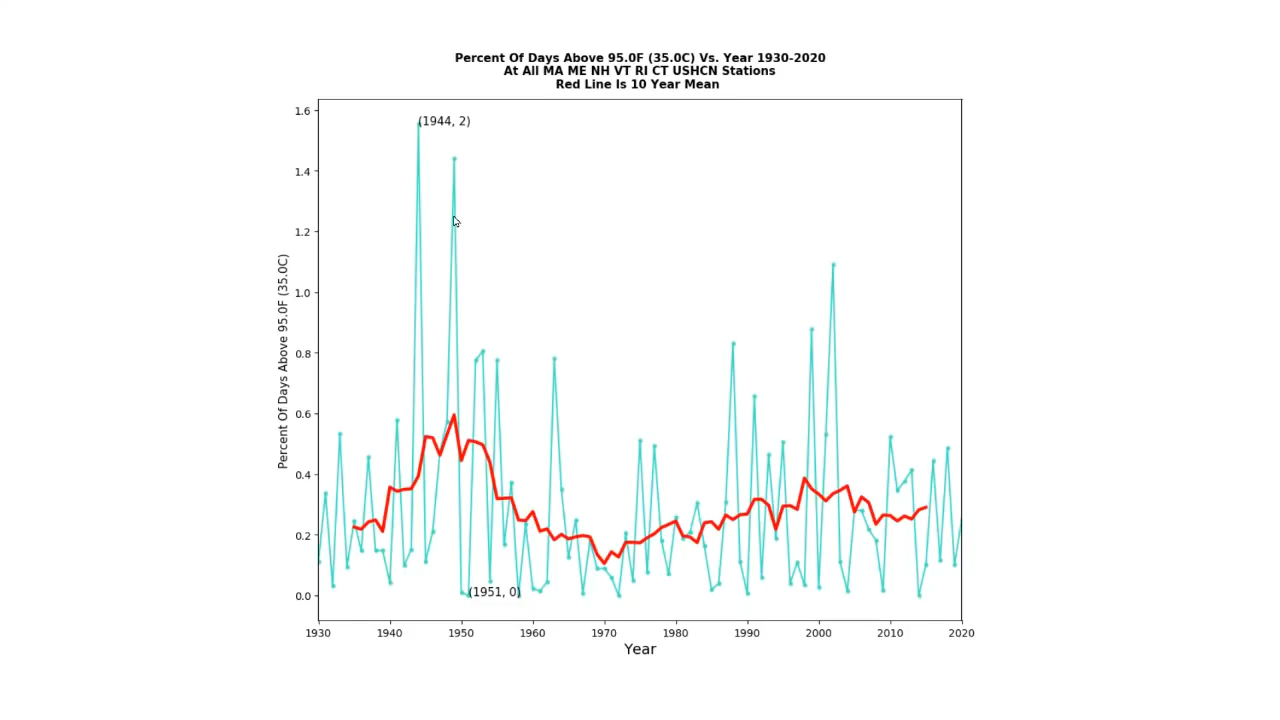 Percent Of Days Above 95.0F (35.0C) Vs. Year 1930-2020
At All MA ME NH VT RI CT USHCN Stations
Red Line Is 10 Year Mean
1.6
(1944, 2)
1.4
1.2
1.0
0.8
0.6
0.4
0.2
0.0
(1951, 0)
Percent Of Days Above 95.0F (35.0C)
1930 1940 1950 1960 1970 1980 1990 2000 2010 2020
Year